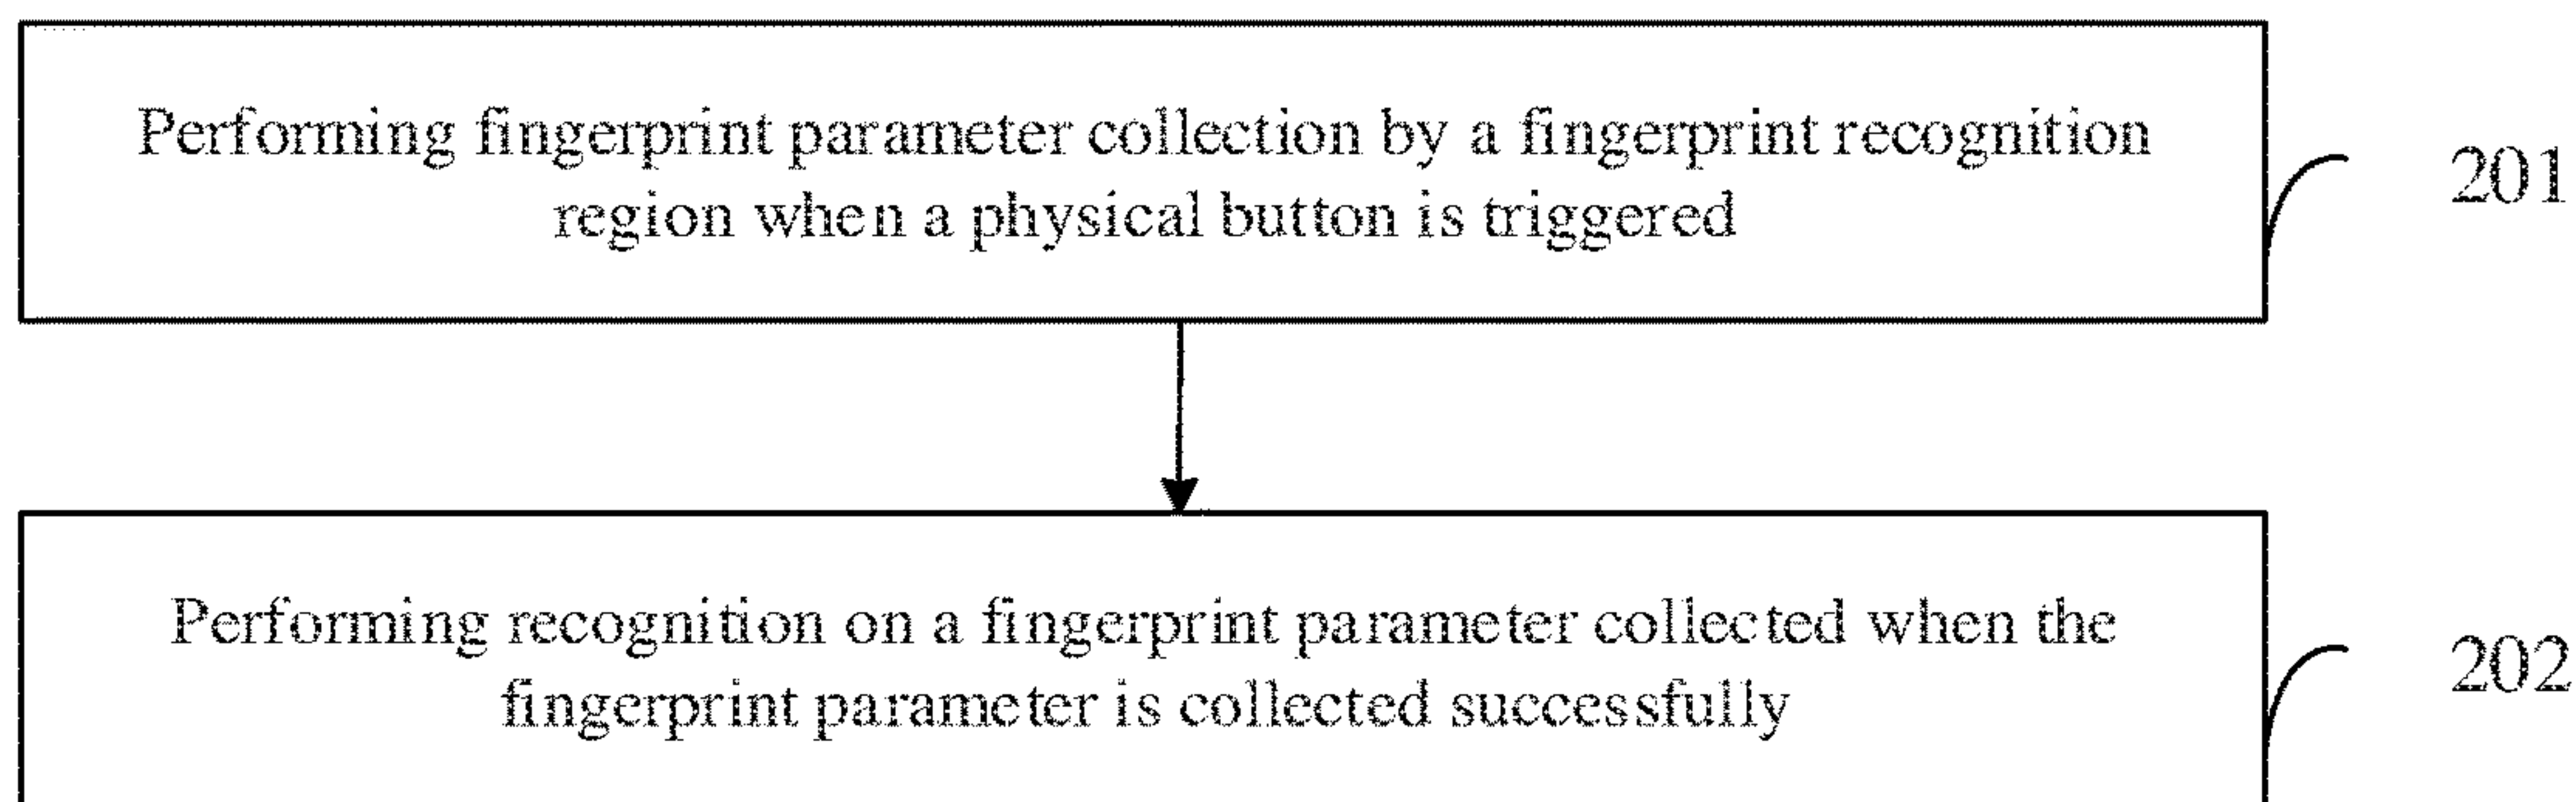 Performing fingerprint parameter collection by a fingerprint recognition
region when a physical button is triggered
201
Performing recognition on a fingerprint parameter collected when the
fingerprint parameter is collected successfully
202